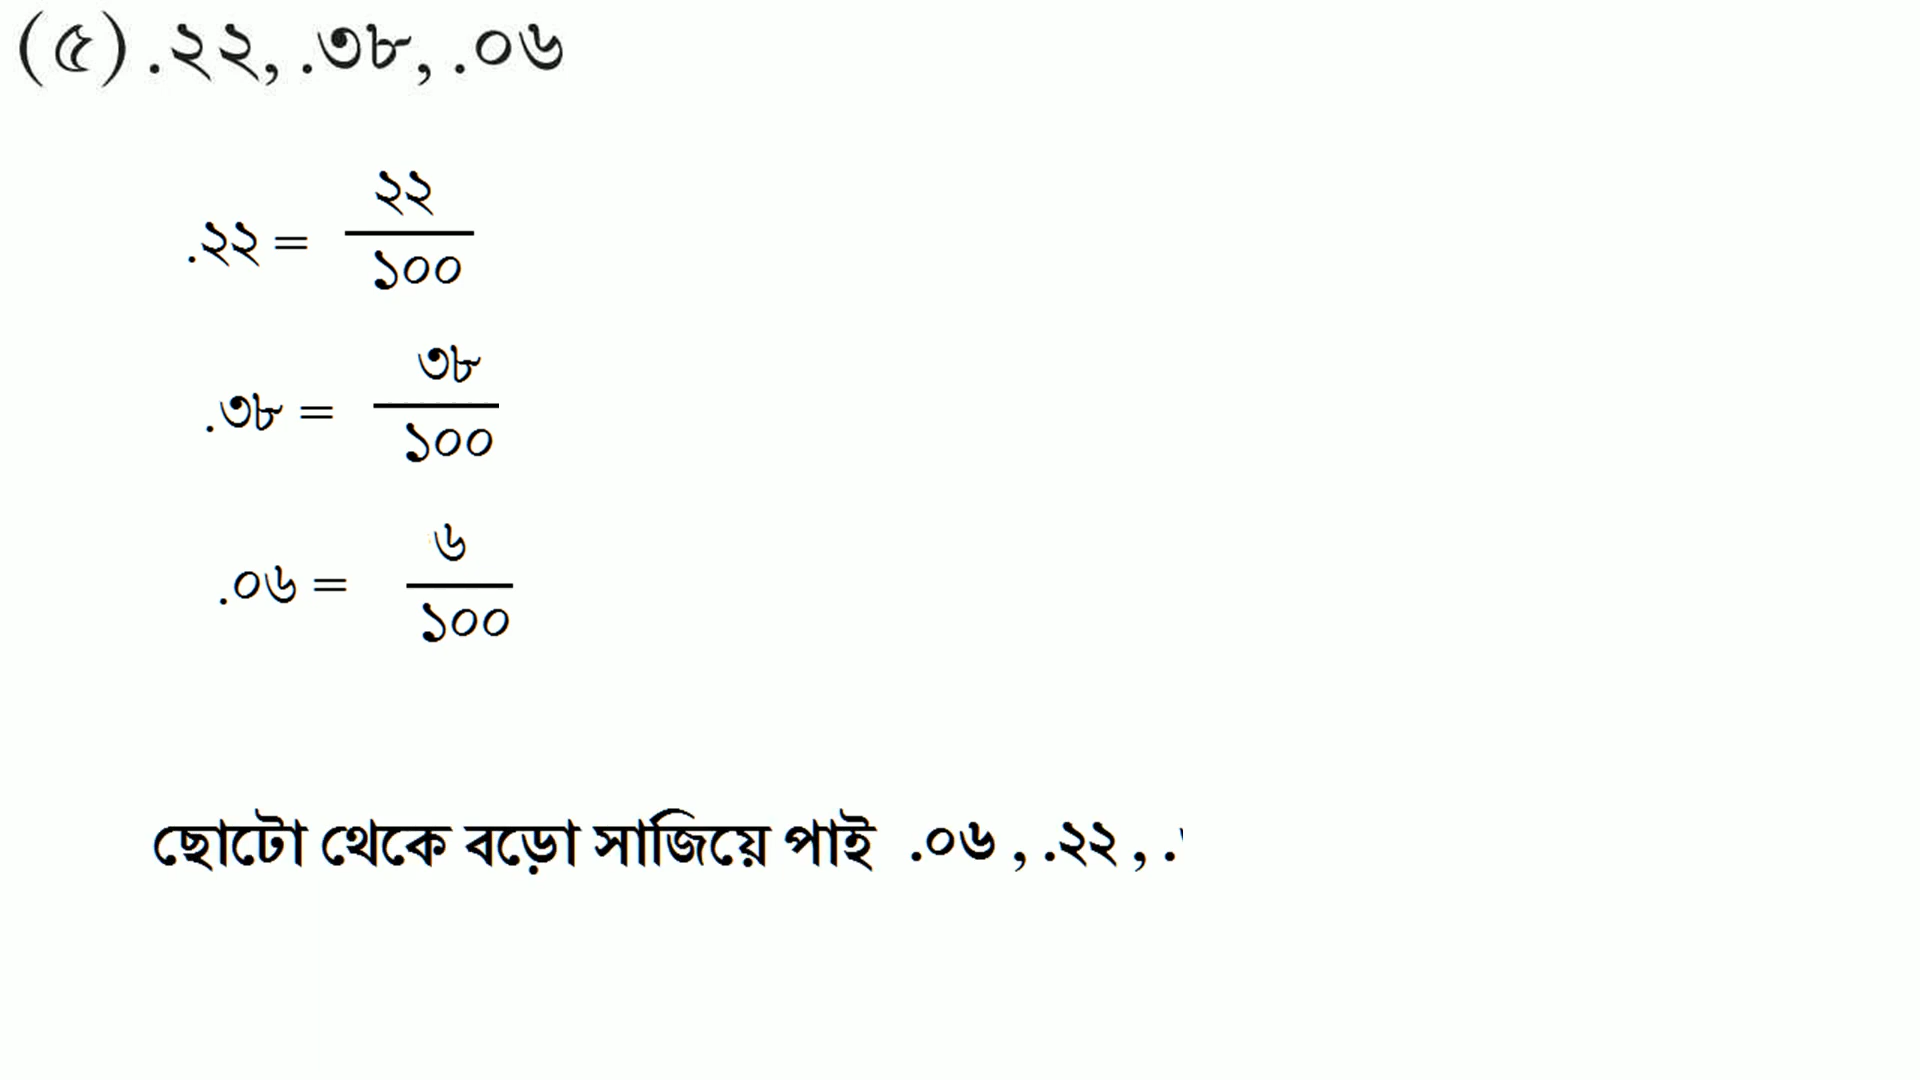 (৫) .২২, .৩৮, .০৬
.২২ = ২২/১০০
.৩৮ = ৩৮/১০০
.০৬ = ৬/১০০
ছোটো থেকে বড়ো সাজিয়ে পাই .০৬ , .২২ , .